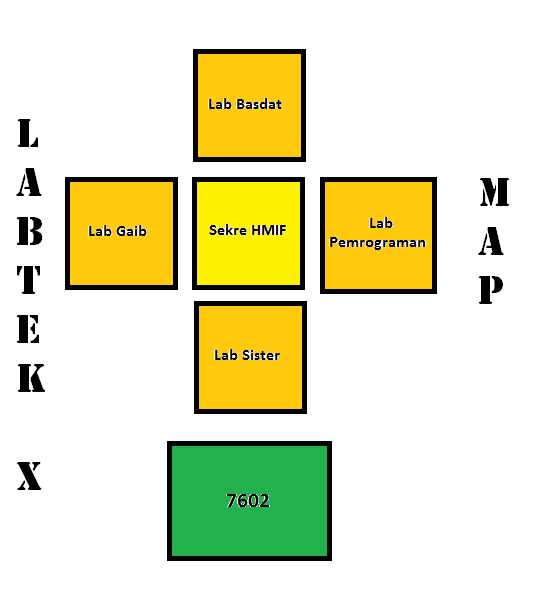 LABTEK X
MAP
Lab Basdat
Lab Gaib
Sekre HMIF
Lab
Pemrograman
Lab Sister
7602